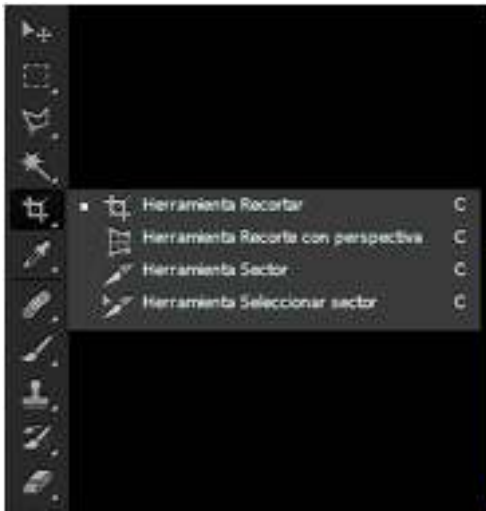 Herramienta Recortar C
Herramienta Recorte con perspectiva C
Herramienta Sector C
Herramienta Seleccionar sector C